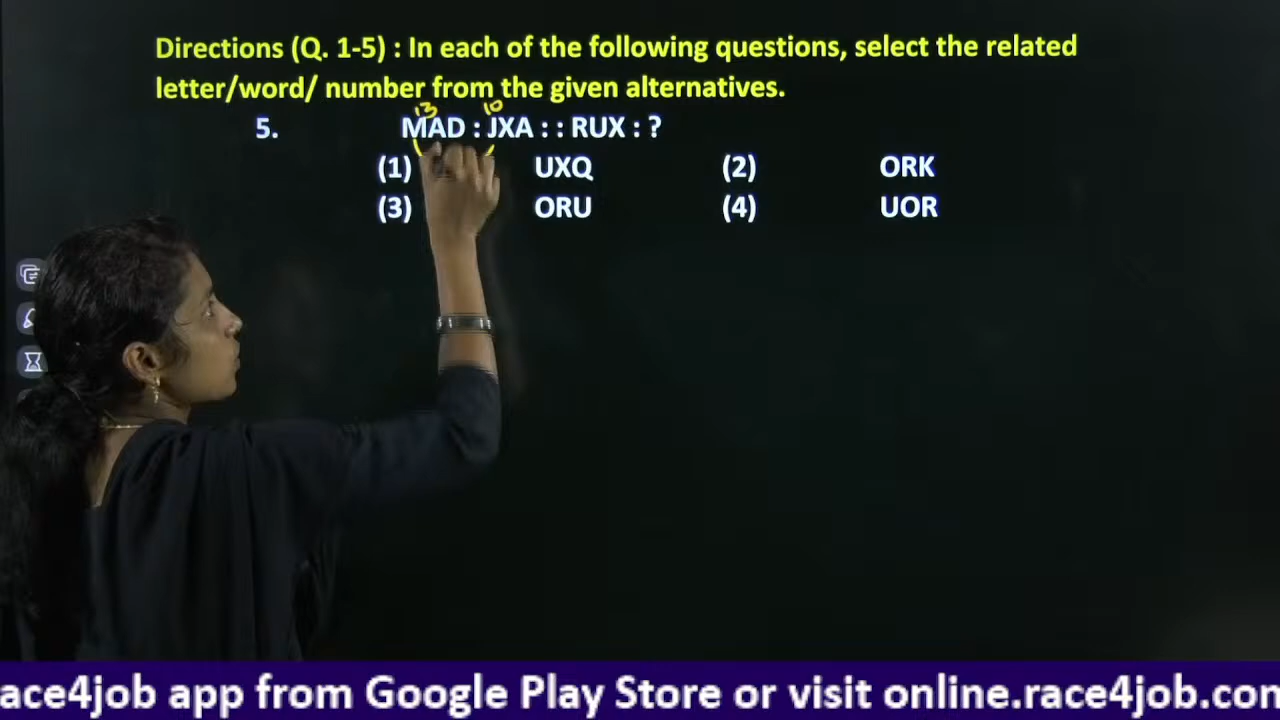 Directions (Q. 1-5) : In each of the following questions, select the related
letter/word/ number from the given alternatives.
13 10
5. MAD : JXA : : RUX : ?
(1) UXQ (2) ORK
(3) ORU (4) UOR
ace4job app from Google Play Store or visit online.race4job.com